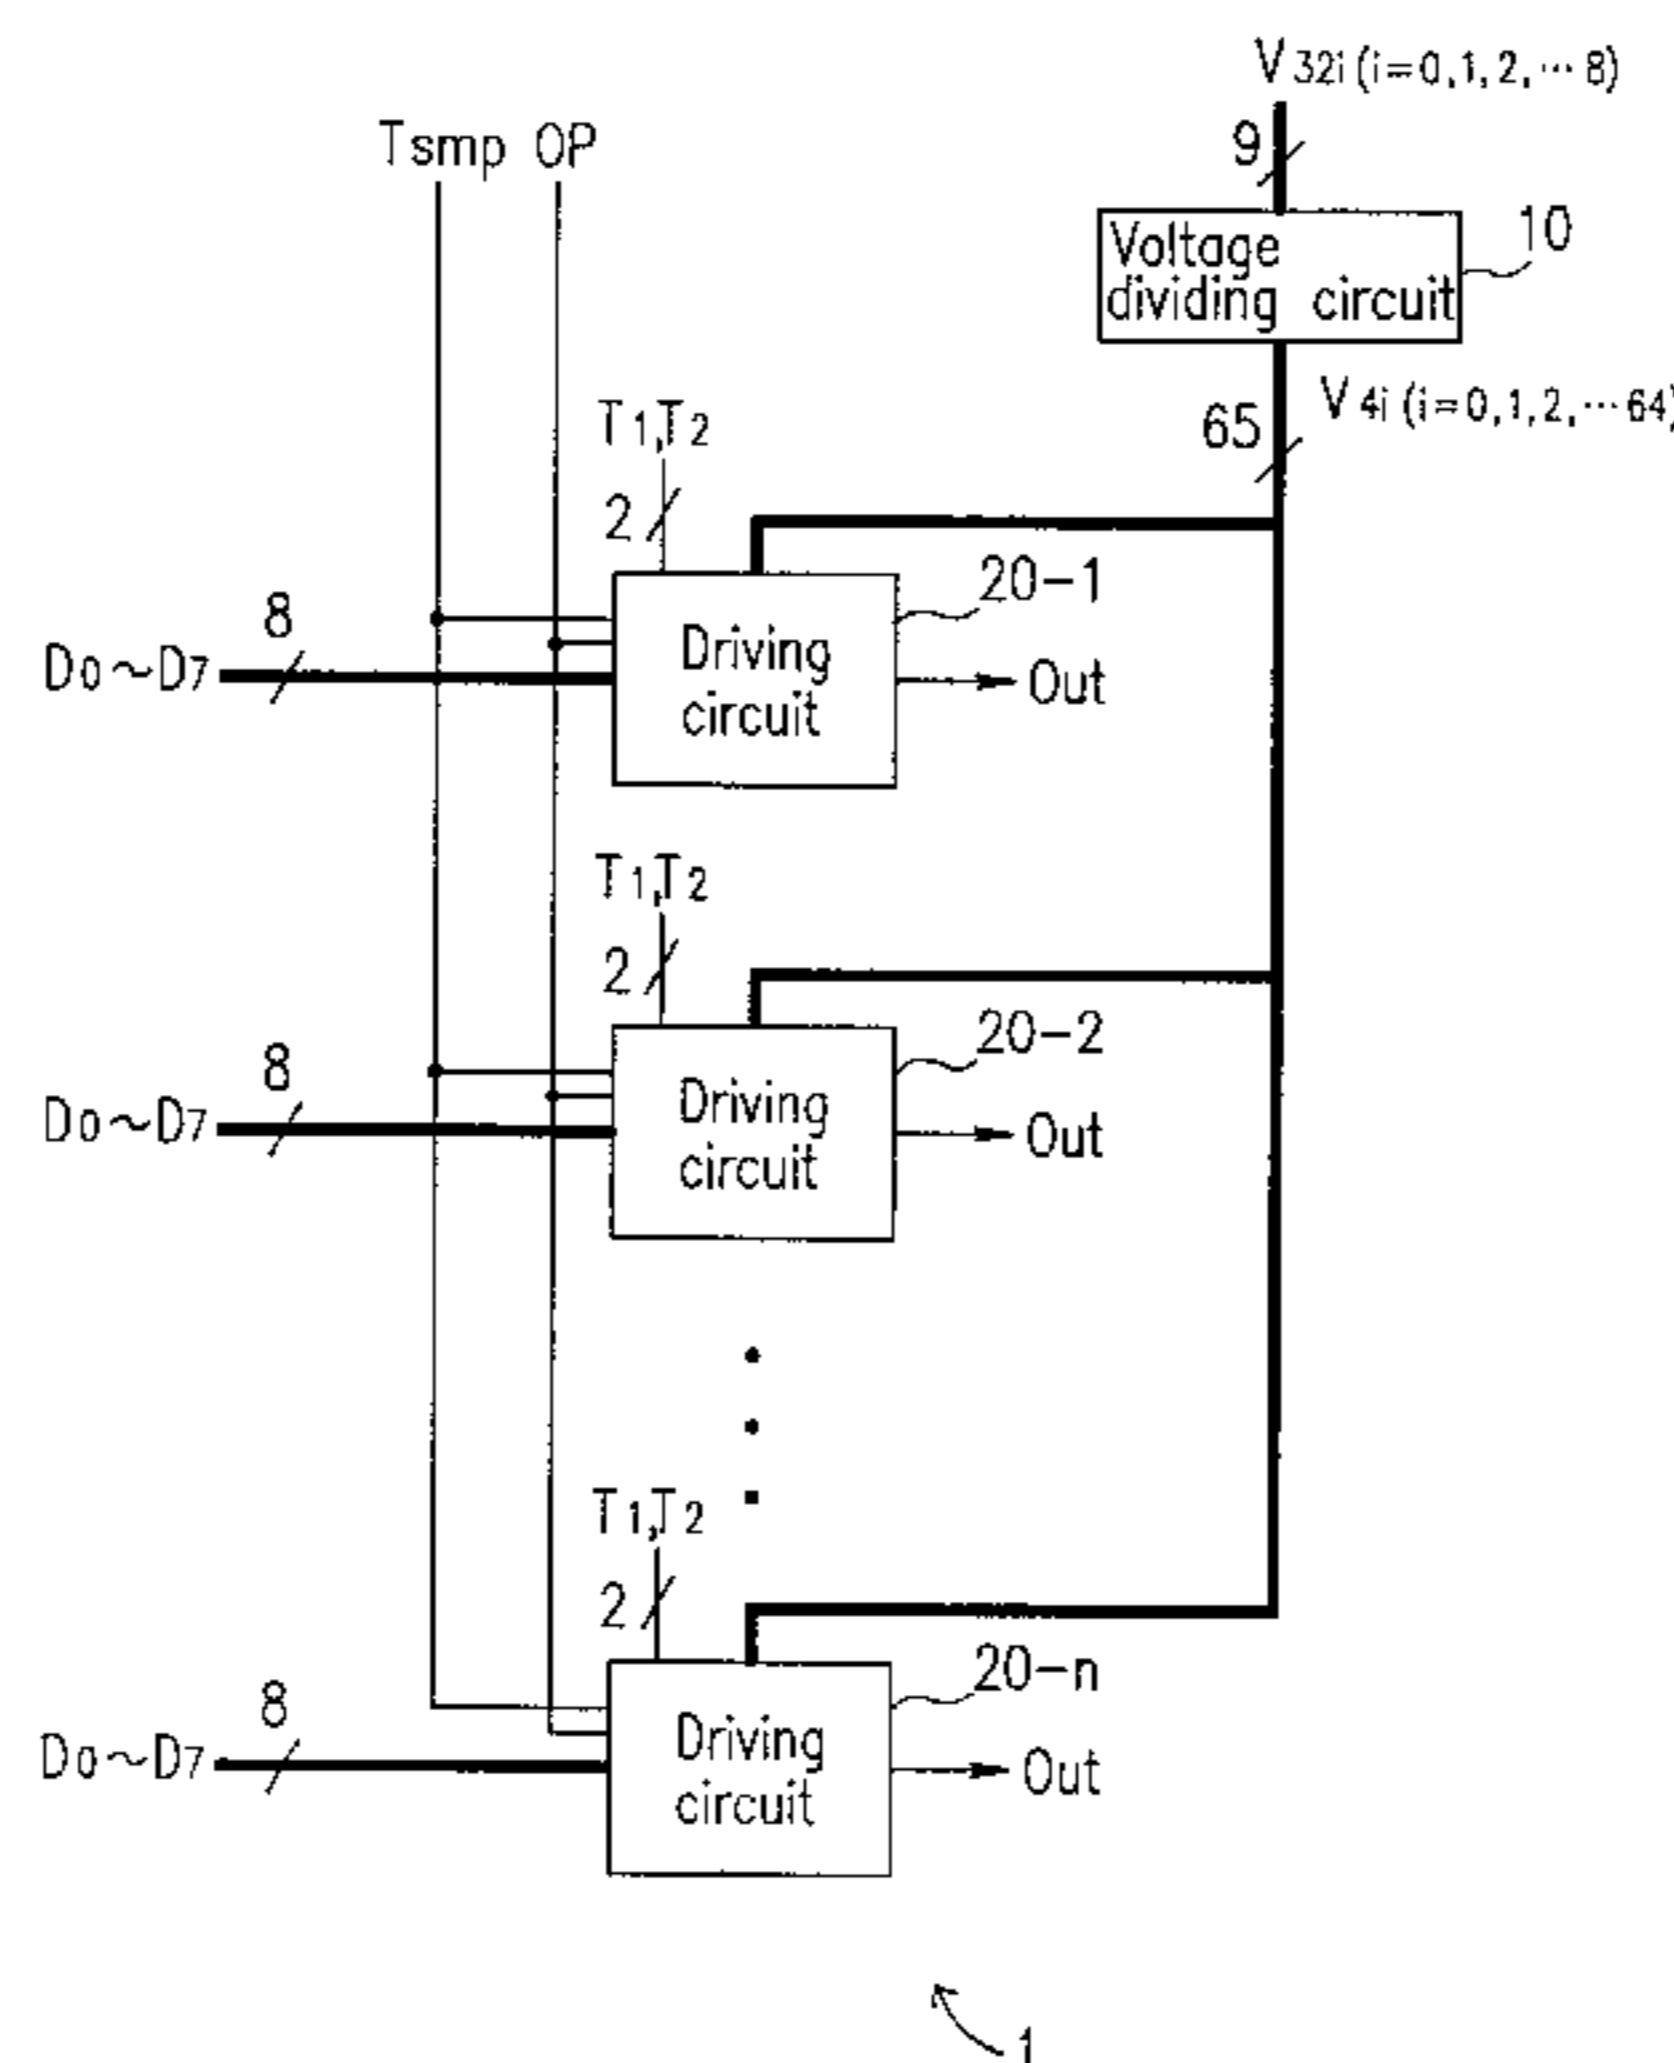 V32i (i=0,1,2,⋯8)
Tsmp OP
9
10
Voltage
dividing circuit
V4i (i=0,1,2,⋯64)
65
T1,T2
2
20-1
8
D0~D7
Driving
circuit
Out
T1,T2
2
20-2
8
D0~D7
Driving
circuit
Out
T1,T2
2
20-n
8
D0~D7
Driving
circuit
Out
1